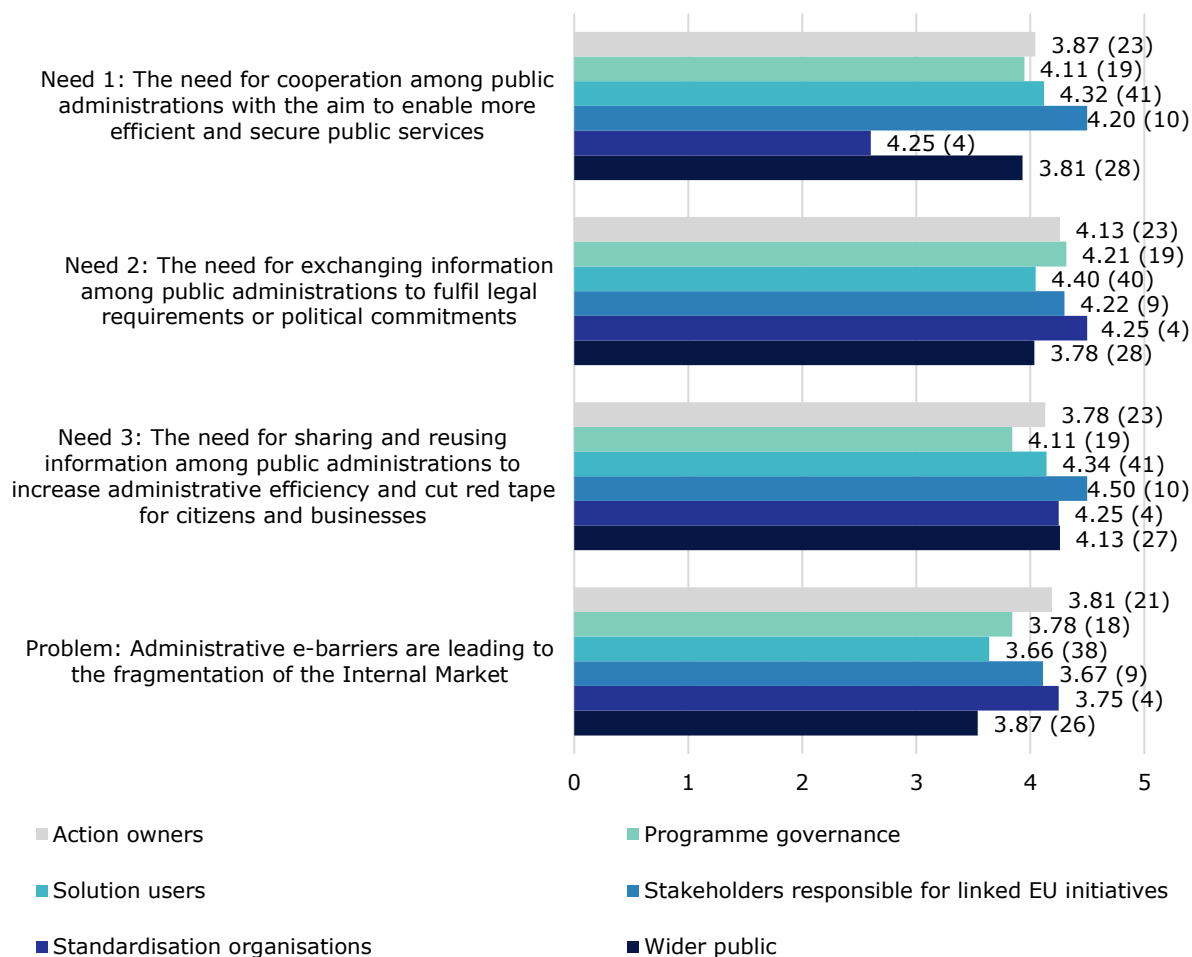 Need 1: The need for cooperation among public
administrations with the aim to enable more
efficient and secure public services
3.87 (23)
4.11 (19)
4.32 (41)
4.20 (10)
4.25 (4)
3.81 (28)
Need 2: The need for exchanging information
among public administrations to fulfil legal
requirements or political commitments
4.13 (23)
4.21 (19)
4.40 (40)
4.22 (9)
4.25 (4)
3.78 (28)
Need 3: The need for sharing and reusing
information among public administrations to
increase administrative efficiency and cut red tape
for citizens and businesses
3.78 (23)
4.11 (19)
4.34 (41)
4.50 (10)
4.25 (4)
4.13 (27)
Problem: Administrative e-barriers are leading to
the fragmentation of the Internal Market
3.81 (21)
3.78 (18)
3.66 (38)
3.67 (9)
3.75 (4)
3.87 (26)
0 1 2 3 4 5
Action owners
Programme governance
Solution users
Stakeholders responsible for linked EU initiatives
Standardisation organisations
Wider public